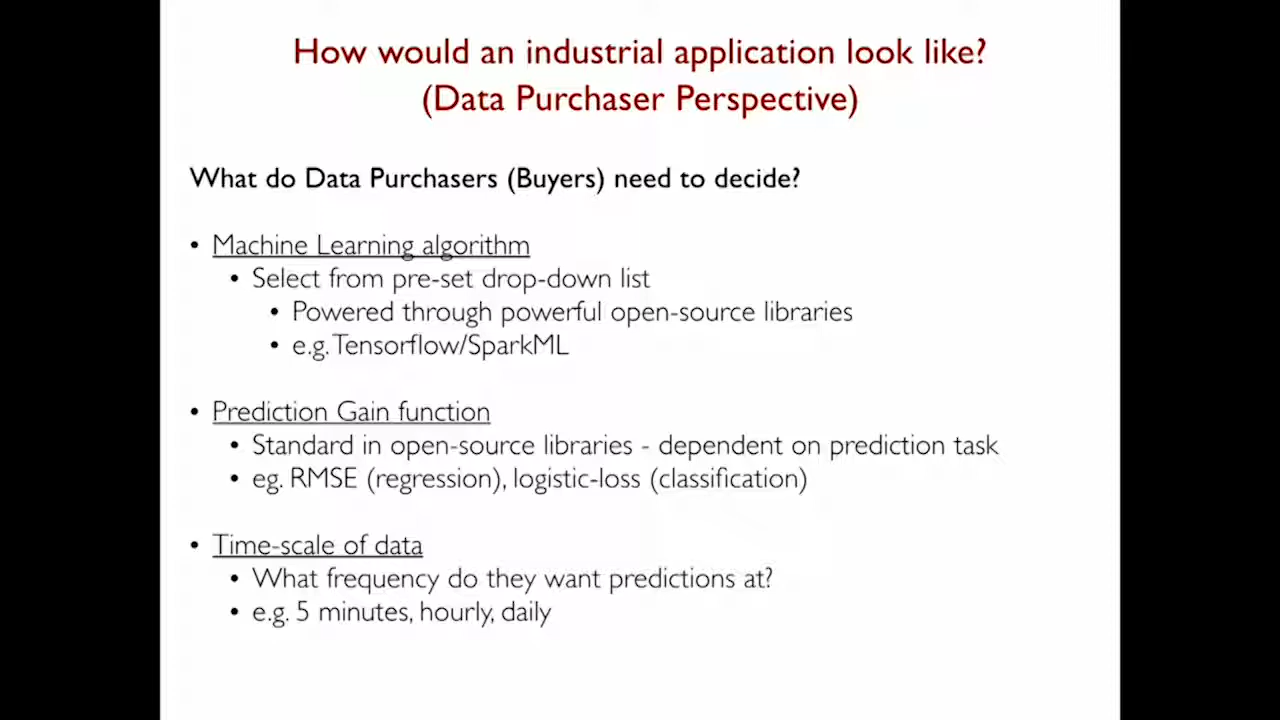 How would an industrial application look like?
(Data Purchaser Perspective)
What do Data Purchasers (Buyers) need to decide?
• Machine Learning algorithm
• Select from pre-set drop-down list
• Powered through powerful open-source libraries
• e.g. Tensorflow/SparkML
• Prediction Gain function
• Standard in open-source libraries - dependent on prediction task
• eg. RMSE (regression), logistic-loss (classification)
• Time-scale of data
• What frequency do they want predictions at?
• e.g. 5 minutes, hourly, daily